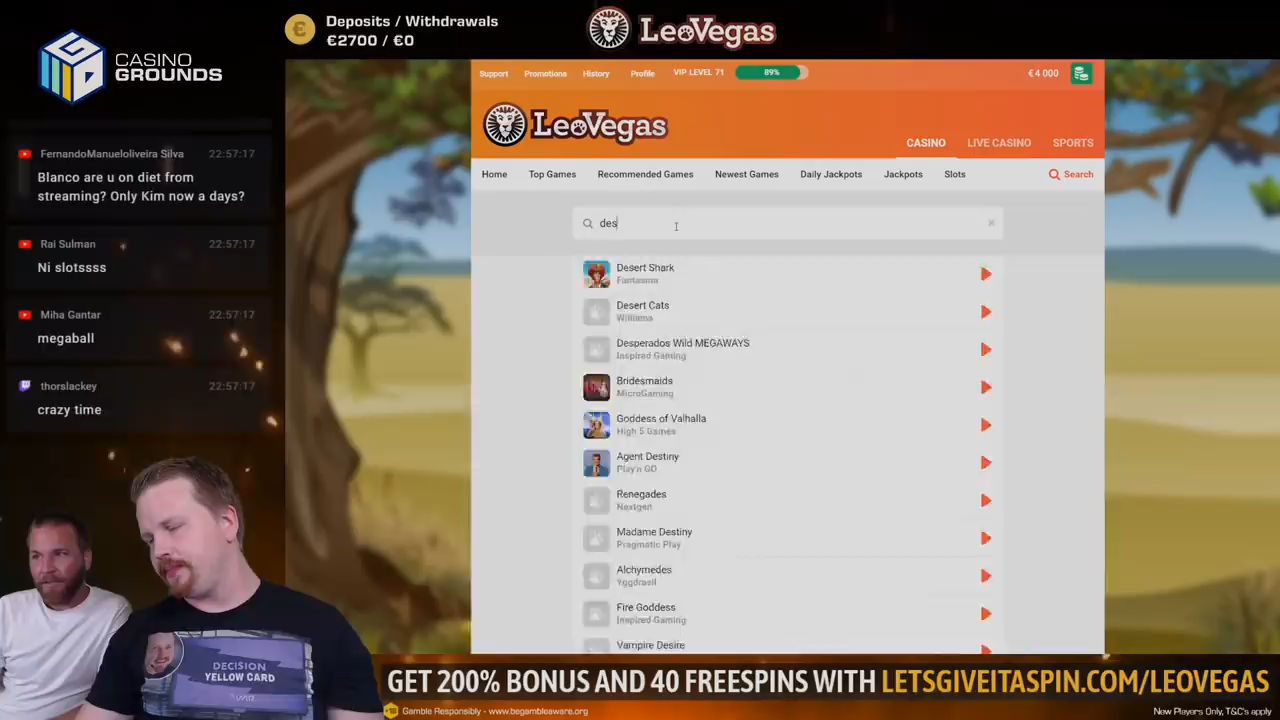 CASINO
GROUNDS
Deposits / Withdrawals
€2700 / €0
LeoVegas
FernandoManueloliveira Silva 22:57:17
Blanco are u on diet from
streaming? Only Kim now a days?
Rai Sulman 22:57:17
Ni slotssss
Miha Gantar 22:57:17
megaball
thorslackey 22:57:17
crazy time
Support Promotions History Profile VIP LEVEL 71 89% €4 000
LeoVegas
CASINO LIVE CASINO SPORTS
Home Top Games Recommended Games Newest Games Daily Jackpots Jackpots Slots Search
des
Desert Shark
Fantasma
Desert Cats
Williams
Desperados Wild MEGAWAYS
Inspired Gaming
Bridesmaids
MicroGaming
Goddess of Valhalla
High 5 Games
Agent Destiny
Play'n GO
Renegades
Nextgen
Madame Destiny
Pragmatic Play
Alchymedes
Yggdrasil
Fire Goddess
Inspired Gaming
Vampire Desire
DECISION
YELLOW CARD
GET 200% BONUS AND 40 FREESPINS WITH LETSGIVEITASPIN.COM/LEOVEGAS
Gamble Responsibly - www.begambleaware.org
New Players Only, T&C's apply